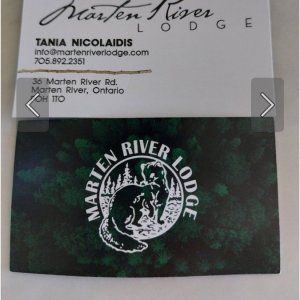 Marten River
LODGE
TANIA NICOLAIDIS
info@martenriverlodge.com
705.892.2351
36 Marten River Rd.
Marten River, Ontario
P0H 1T0
MARTEN RIVER LODGE